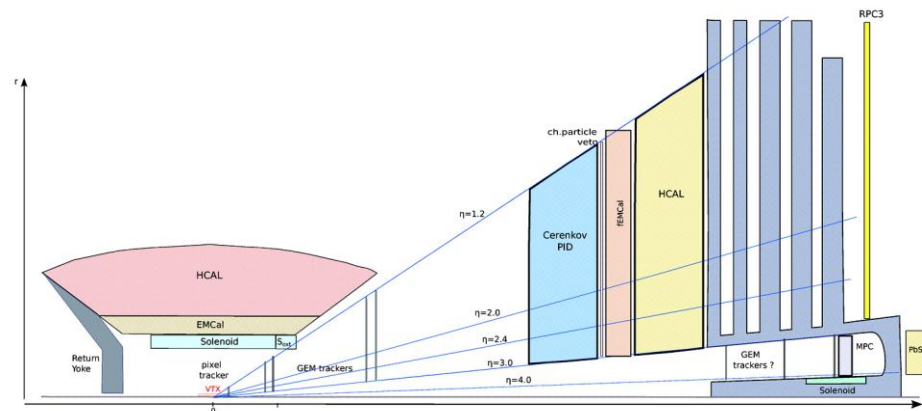 RPC3
r
ch.particle
veto
HCAL
fEMCal
Cerenkov
PID
η=1.2
HCAL
EMCal
Solenoid
S
Return
Yoke
pixel
tracker
VTX
GEM trackers
η=2.0
η=2.4
η=3.0
η=4.0
GEM
trackers ?
MPC
PbS
Solenoid
0